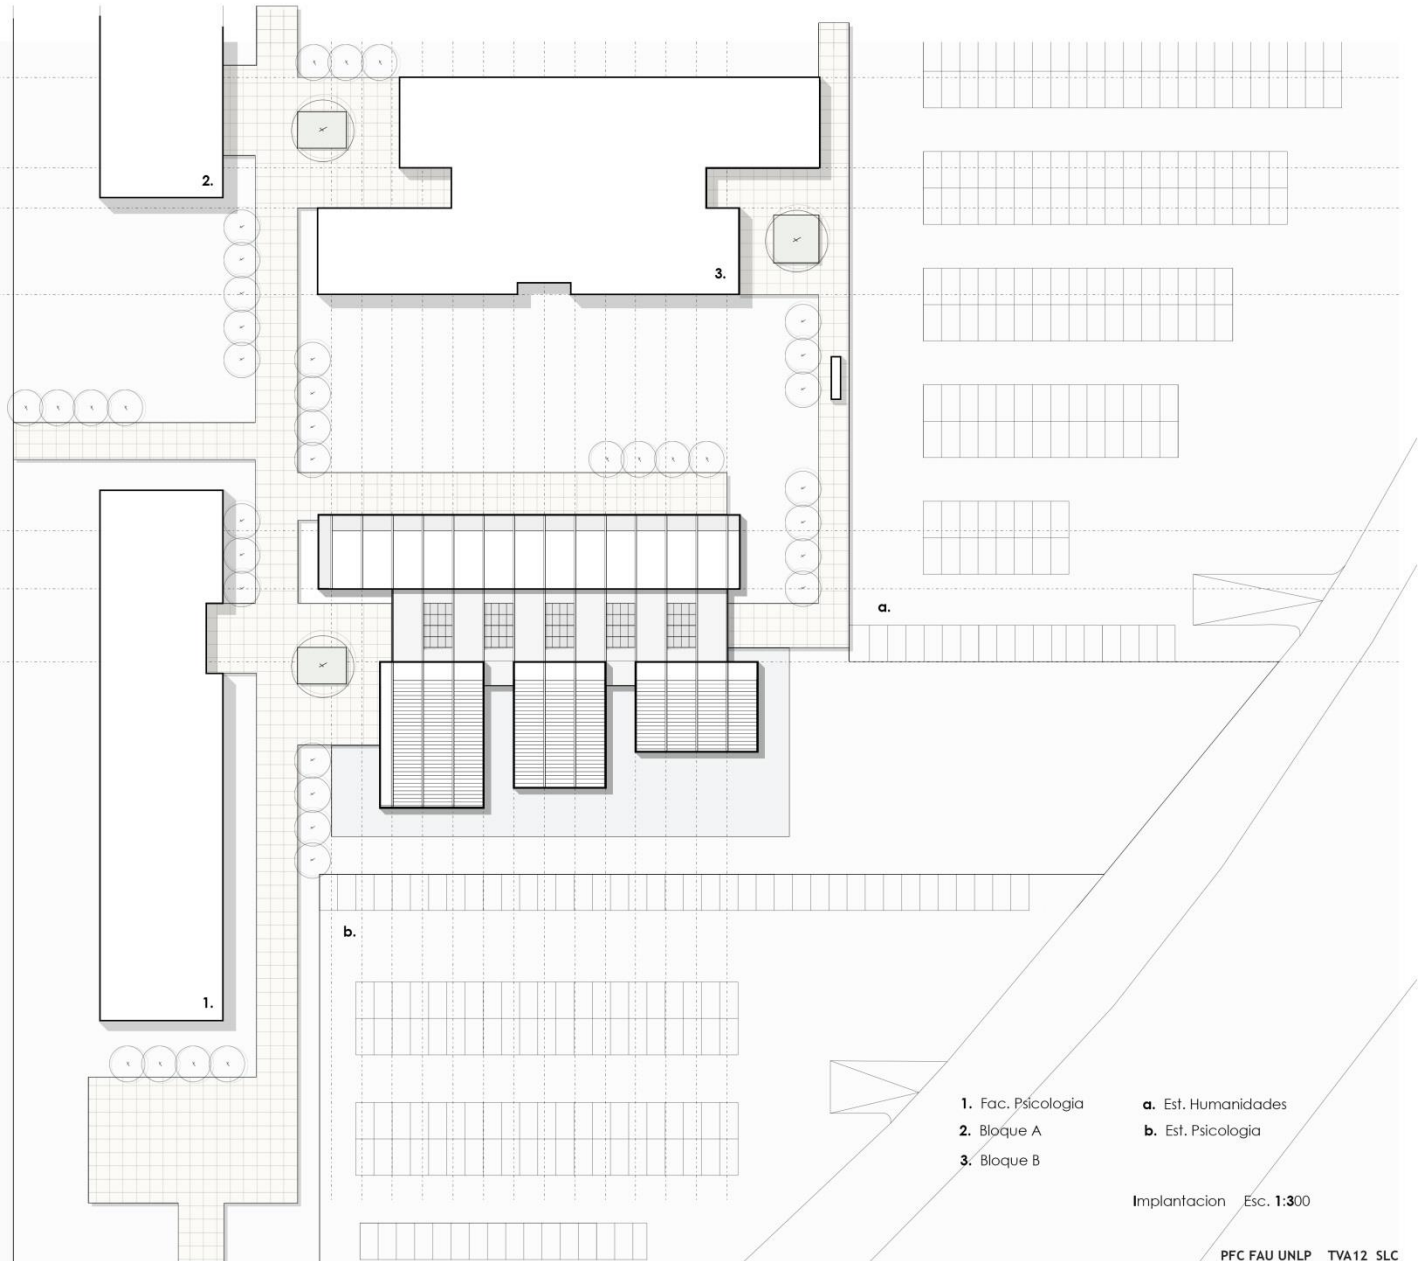 2.
3.
a.
b.
1.
1. Fac. Psicologia
a. Est. Humanidades
2. Bloque A
b. Est. Psicologia
3. Bloque B
Implantacion Esc. 1:300
PFC FAU UNLP TVA12 SLC